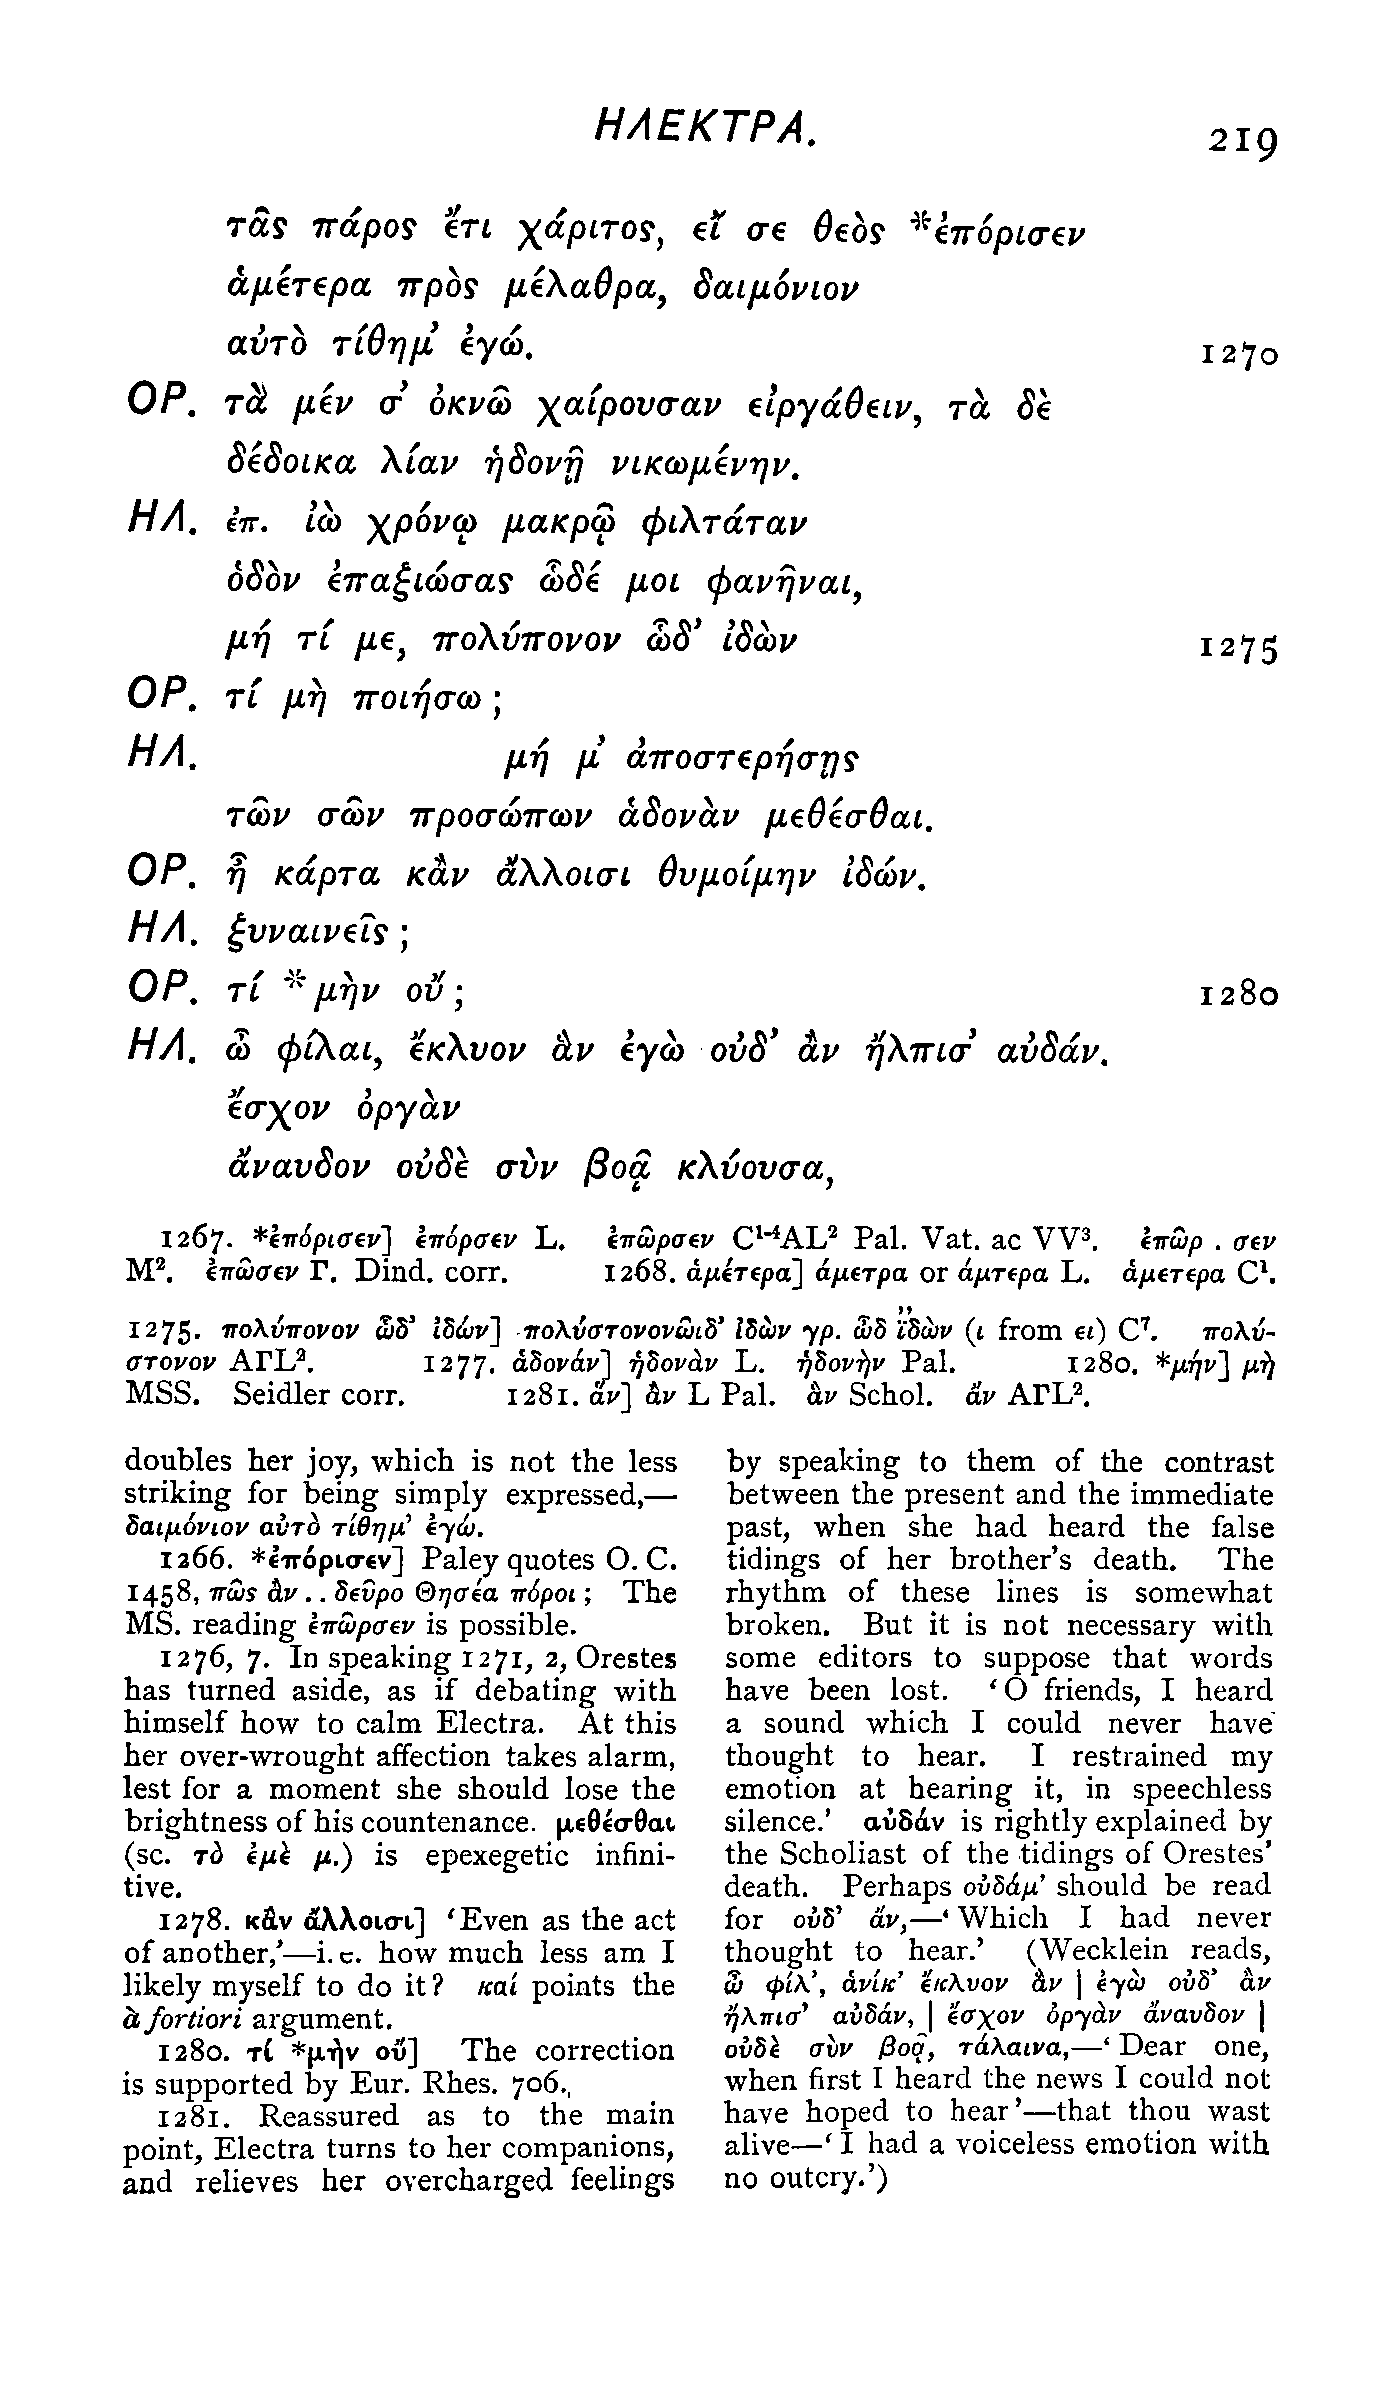 ΗΛΕΚΤΡΑ.
219
τᾶς πάρος ἔτι χάριτος, εἴ σε θεὸς *ἐπόρισεν
ἁμέτερα πρὸς μέλαθρα, δαιμόνιον
αὐτὸ τίθημ’ ἐγώ. 1270
ΟΡ. τὰ μέν σ’ ὀκνῶ χαίρουσαν εἰργάθειν, τὰ δὲ
δέδοικα λίαν ἡδονῇ νικωμένην.
ΗΛ. ἐπ. ἰὼ χρόνῳ μακρῷ φιλτάταν
ὁδὸν ἐπαξιώσας ὧδέ μοι φανῆναι,
μή τί με, πολύπονον ὧδ’ ἰδὼν 1275
ΟΡ. τί μὴ ποιήσω ;
ΗΛ. μή μ’ ἀποστερήσῃς
τῶν σῶν προσώπων ἁδονὰν μεθέσθαι.
ΟΡ. ἦ κάρτα κἂν ἄλλοισι θυμοίμην ἰδών.
ΗΛ. ξυναινεῖς ;
ΟΡ. τί *μὴν οὔ ; 1280
ΗΛ. ὦ φίλαι, ἔκλυον ἂν ἐγὼ οὐδ’ ἂν ἤλπισ’ αὐδάν.
ἔσχον ὀργὰν
ἄναυδον οὐδὲ σὺν βοᾷ κλύουσα,
1267. *ἐπόρισεν] ἐπόρσεν L. ἐπῶρσεν C¹⁻⁴AL² Pal. Vat. ac VV³. ἐπῶρ . σεν
M². ἐπῶσεν Γ. Dind. corr. 1268. ἁμέτερα] ἁμετρα or ἁμτερα L. ἁμετερα C¹.
1275. πολύπονον ὧδ’ ἰδών] πολύστονονῶιδ’ ἰδὼν γρ. ὧδ ϊδὼν (ι from ει) C⁷. πολύ-
στονον ΑΓL². 1277. ἁδονάν] ἡδονὰν L. ἡδονὴν Pal. 1280. *μήν] μὴ
MSS. Seidler corr. 1281. ἄν] ἂν L Pal. ἂν Schol. ἄν ΑΓL².
doubles her joy, which is not the less
striking for being simply expressed,—
δαιμόνιον αὐτὸ τίθημ’ ἐγώ.
1266. *ἐπόρισεν] Paley quotes O. C.
1458, πῶς ἂν . . δεῦρο Θησέα πόροι ; The
MS. reading ἐπῶρσεν is possible.
1276, 7. In speaking 1271, 2, Orestes
has turned aside, as if debating with
himself how to calm Electra. At this
her over-wrought affection takes alarm,
lest for a moment she should lose the
brightness of his countenance. μεθέσθαι
(sc. τὸ ἐμὲ μ.) is epexegetic infini-
tive.
1278. κἂν ἄλλοισι] ‘Even as the act
of another,’—i. e. how much less am I
likely myself to do it? καί points the
à fortiori argument.
1280. τί *μὴν οὔ] The correction
is supported by Eur. Rhes. 706.
1281. Reassured as to the main
point, Electra turns to her companions,
and relieves her overcharged feelings
by speaking to them of the contrast
between the present and the immediate
past, when she had heard the false
tidings of her brother’s death. The
rhythm of these lines is somewhat
broken. But it is not necessary with
some editors to suppose that words
have been lost. ‘O friends, I heard
a sound which I could never have
thought to hear. I restrained my
emotion at hearing it, in speechless
silence.’ αὐδάν is rightly explained by
the Scholiast of the tidings of Orestes’
death. Perhaps οὐδάμ’ should be read
for οὐδ’ ἄν,—‘Which I had never
thought to hear.’ (Wecklein reads,
ὦ φίλ’, ἁνίκ’ ἔκλυον ἂν | ἐγὼ οὐδ’ ἂν
ἤλπισ’ αὐδάν, | ἔσχον ὀργὰν ἄναυδον |
οὐδὲ σὺν βοᾷ, τάλαινα,—‘Dear one,
when first I heard the news I could not
have hoped to hear’—that thou wast
alive—‘I had a voiceless emotion with
no outcry.’)